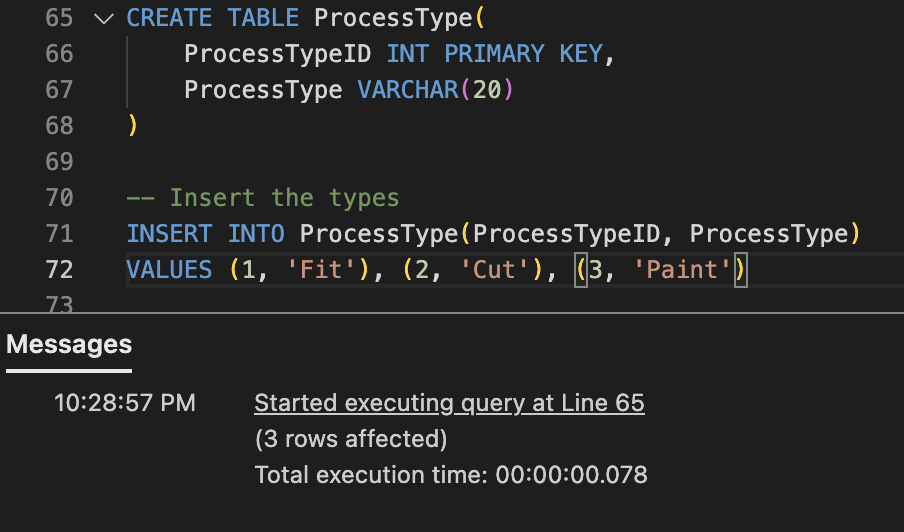 65 CREATE TABLE ProcessType(
66 ProcessTypeID INT PRIMARY KEY,
67 ProcessType VARCHAR(20)
68 )
69
70 -- Insert the types
71 INSERT INTO ProcessType(ProcessTypeID, ProcessType)
72 VALUES (1, 'Fit'), (2, 'Cut'), (3, 'Paint')
73
Messages
10:28:57 PM Started executing query at Line 65
(3 rows affected)
Total execution time: 00:00:00.078